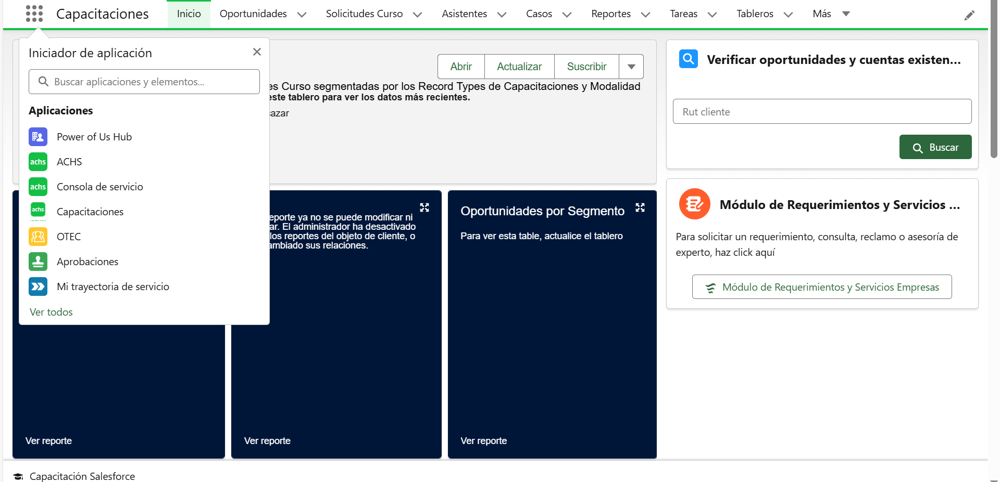 Capacitaciones
Inicio
Oportunidades
Solicitudes Curso
Asistentes
Casos
Reportes
Tareas
Tableros
Más
Iniciador de aplicación
Buscar aplicaciones y elementos...
Aplicaciones
Power of Us Hub
achs ACHS
achs Consola de servicio
achs Capacitaciones
OTEC
Aprobaciones
Mi trayectoria de servicio
Ver todos
Abrir
Actualizar
Suscribir
es Curso segmentadas por los Record Types de Capacitaciones y Modalidad
este tablero para ver los datos más recientes.
azar
eporte ya no se puede modificar ni
ar. El administrador ha desactivado
los reportes del objeto de cliente, o
ambiado sus relaciones.
Oportunidades por Segmento
Para ver esta table, actualice el tablero
Ver reporte
Ver reporte
Ver reporte
Verificar oportunidades y cuentas existen...
Rut cliente
Buscar
Módulo de Requerimientos y Servicios ...
Para solicitar un requerimiento, consulta, reclamo o asesoría de
experto, haz click aquí
Módulo de Requerimientos y Servicios Empresas
Capacitación Salesforce